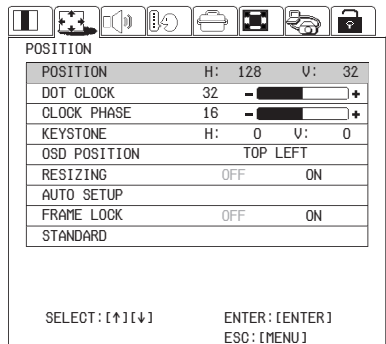 POSITION
POSITION H: 128 V: 32
DOT CLOCK 32 - +
CLOCK PHASE 16 - +
KEYSTONE H: 0 V: 0
OSD POSITION TOP LEFT
RESIZING OFF ON
AUTO SETUP
FRAME LOCK OFF ON
STANDARD
SELECT:[↑][↓] ENTER:[ENTER]
ESC:[MENU]